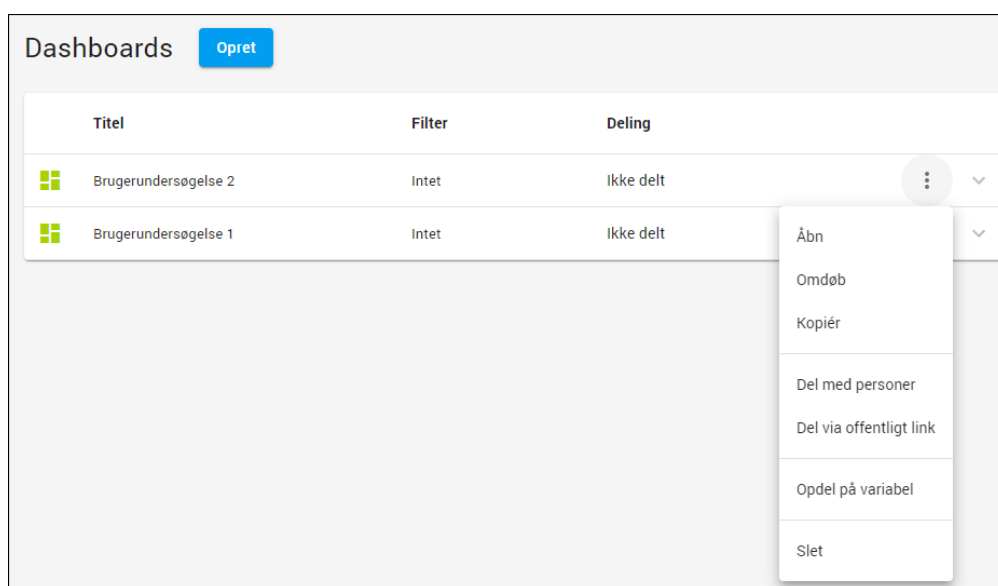 Dashboards Opret
Titel Filter Deling
Brugerundersøgelse 2 Intet Ikke delt
Brugerundersøgelse 1 Intet Ikke delt
Åbn
Omdøb
Kopiér
Del med personer
Del via offentligt link
Opdel på variabel
Slet